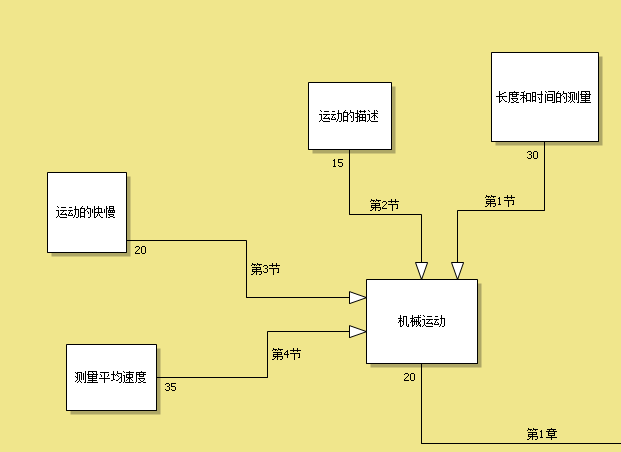 长度和时间的测量
30
第1节
运动的描述
15
第2节
运动的快慢
20
第3节
机械运动
20
第1章
测量平均速度
35
第4节